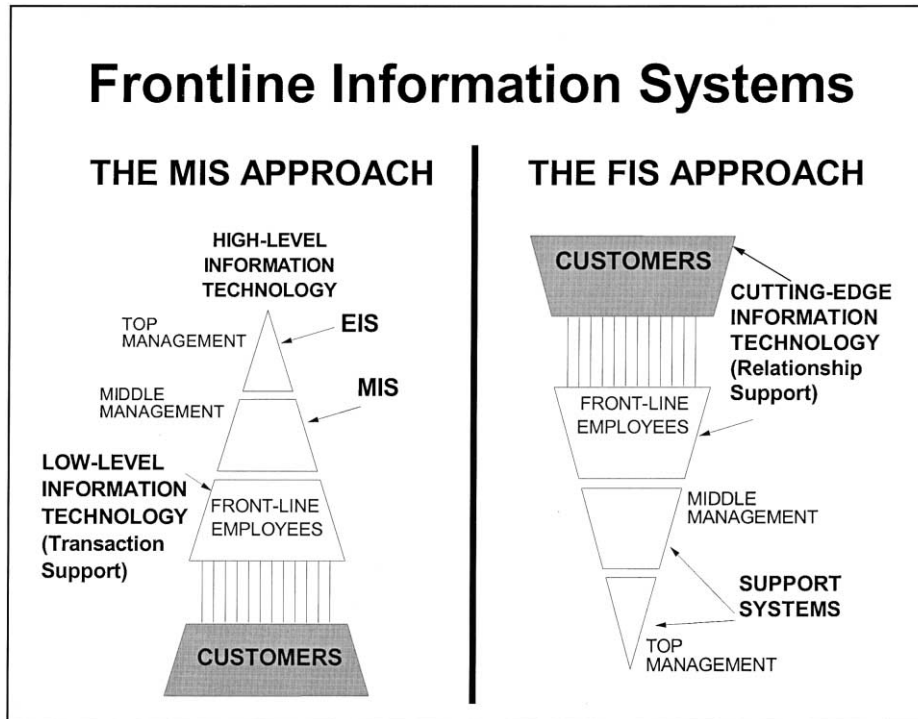 Frontline Information Systems
THE MIS APPROACH
HIGH-LEVEL
INFORMATION
TECHNOLOGY
TOP
MANAGEMENT
EIS
MIDDLE
MANAGEMENT
MIS
LOW-LEVEL
INFORMATION
TECHNOLOGY
(Transaction
Support)
FRONT-LINE
EMPLOYEES
CUSTOMERS
THE FIS APPROACH
CUSTOMERS
CUTTING-EDGE
INFORMATION
TECHNOLOGY
(Relationship
Support)
FRONT-LINE
EMPLOYEES
MIDDLE
MANAGEMENT
SUPPORT
SYSTEMS
TOP
MANAGEMENT